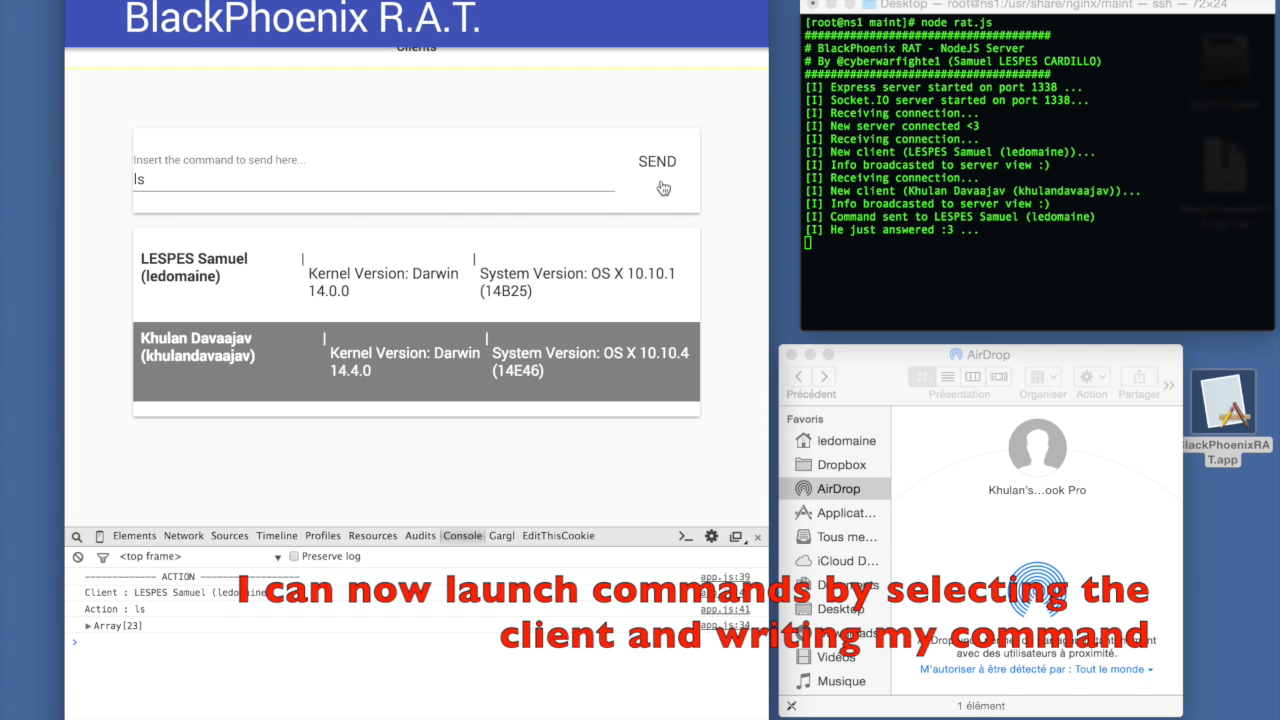 BlackPhoenix R.A.T.
Clients
Insert the command to send here...
ls
SEND
LESPES Samuel
(ledomaine)
|
Kernel Version: Darwin
14.0.0
|
System Version: OS X 10.10.1
(14B25)
Khulan Davaajav
(khulandavaajav)
|
Kernel Version: Darwin
14.4.0
|
System Version: OS X 10.10.4
(14E46)
Elements Network Sources Timeline Profiles Resources Audits Console Gargl EditThisCookie
<top frame> Preserve log
------------- ACTION -------------------- app.js:39
Client : LESPES Samuel (ledomaine
Action : ls app.js:41
Array[23] app.js:34
Desktop — root@ns1:/usr/share/nginx/maint — ssh — 72×24
[root@ns1 maint]# node rat.js
########################################
# BlackPhoenix RAT - NodeJS Server
# By @cyberwarfighte1 (Samuel LESPES CARDILLO)
########################################
[I] Express server started on port 1338 ...
[I] Socket.IO server started on port 1338...
[I] Receiving connection...
[I] New server connected <3
[I] Receiving connection...
[I] New client (LESPES Samuel (ledomaine))...
[I] Info broadcasted to server view :)
[I] Receiving connection...
[I] New client (Khulan Davaajav (khulandavaajav))...
[I] Info broadcasted to server view :)
[I] Command sent to LESPES Samuel (ledomaine)
[I] He just answered :3 ...
AirDrop
Précédent Présentation Organiser Action Partager
Favoris
ledomaine
Dropbox
AirDrop
Applicat...
Tous me...
iCloud D...
Desktop
Vidéos
Musique
Khulan's...ook Pro
avec des utilisateurs à proximité.
M'autoriser à être détecté par : Tout le monde
1 élément
BlackPhoenixRA
T.app
I can now launch commands by selecting the
client and writing my command